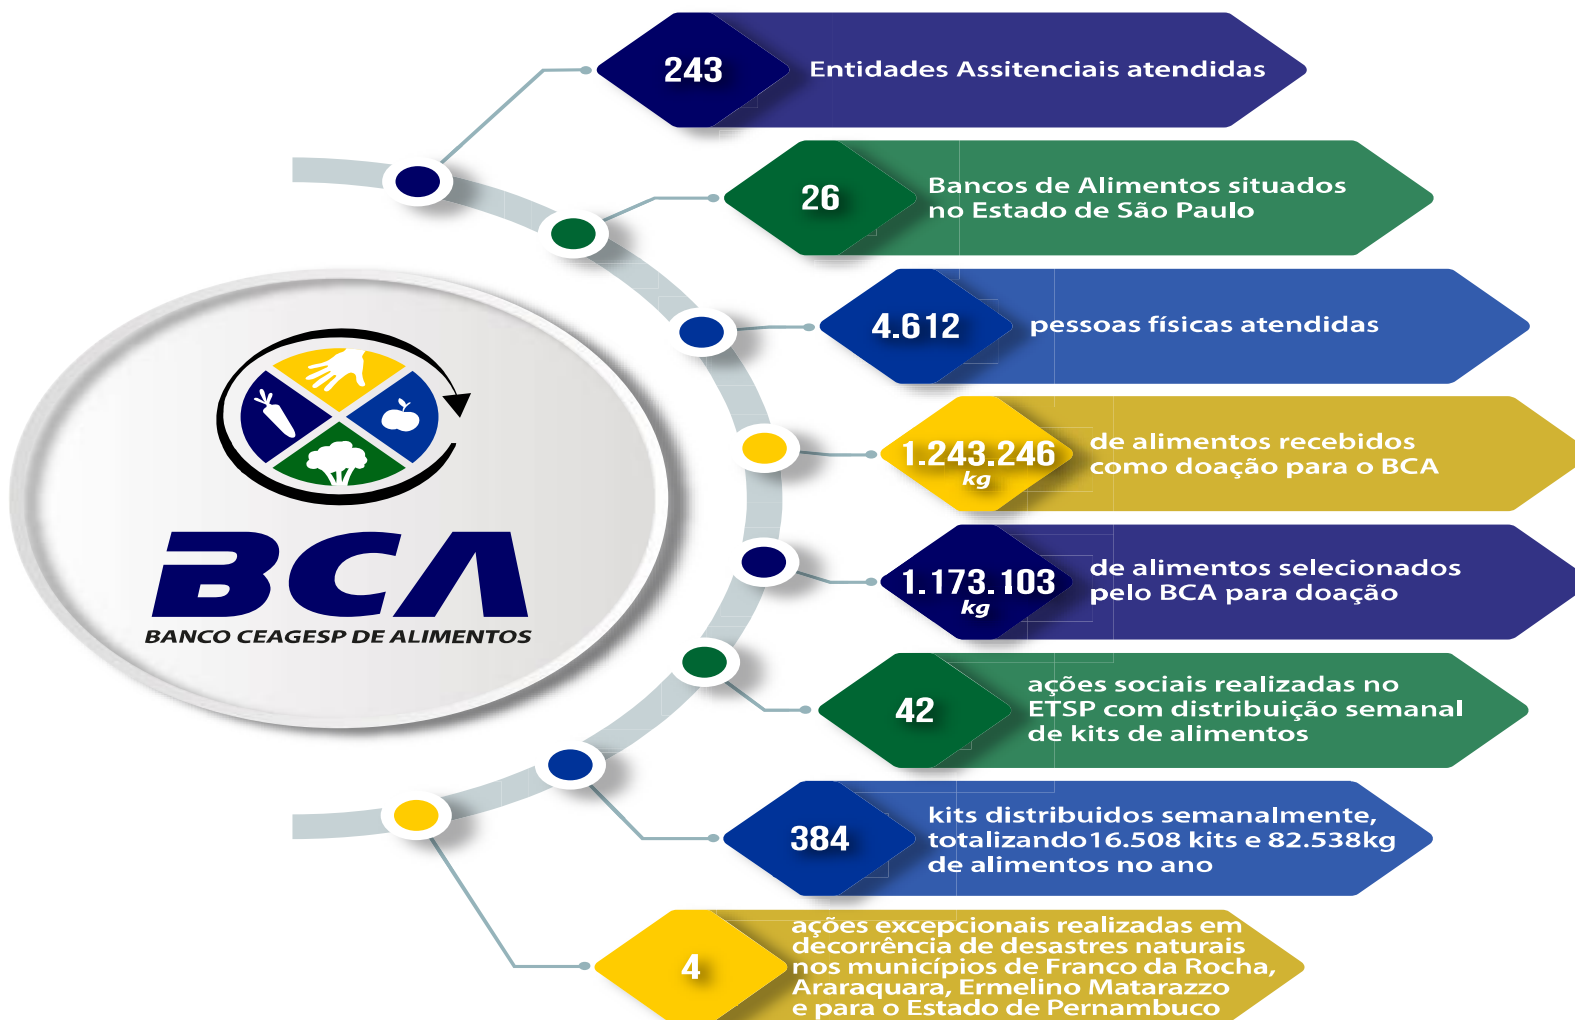 243
Entidades Assitenciais atendidas
26
Bancos de Alimentos situados
no Estado de São Paulo
4.612
pessoas físicas atendidas
1.243.246
kg
de alimentos recebidos
como doação para o BCA
1.173.103
kg
de alimentos selecionados
pelo BCA para doação
42
ações sociais realizadas no
ETSP com distribuição semanal
de kits de alimentos
384
kits distribuidos semanalmente,
totalizando16.508 kits e 82.538kg
de alimentos no ano
4
ações excepcionais realizadas em
decorrência de desastres naturais
nos municípios de Franco da Rocha,
Araraquara, Ermelino Matarazzo
e para o Estado de Pernambuco
BCA
BANCO CEAGESP DE ALIMENTOS